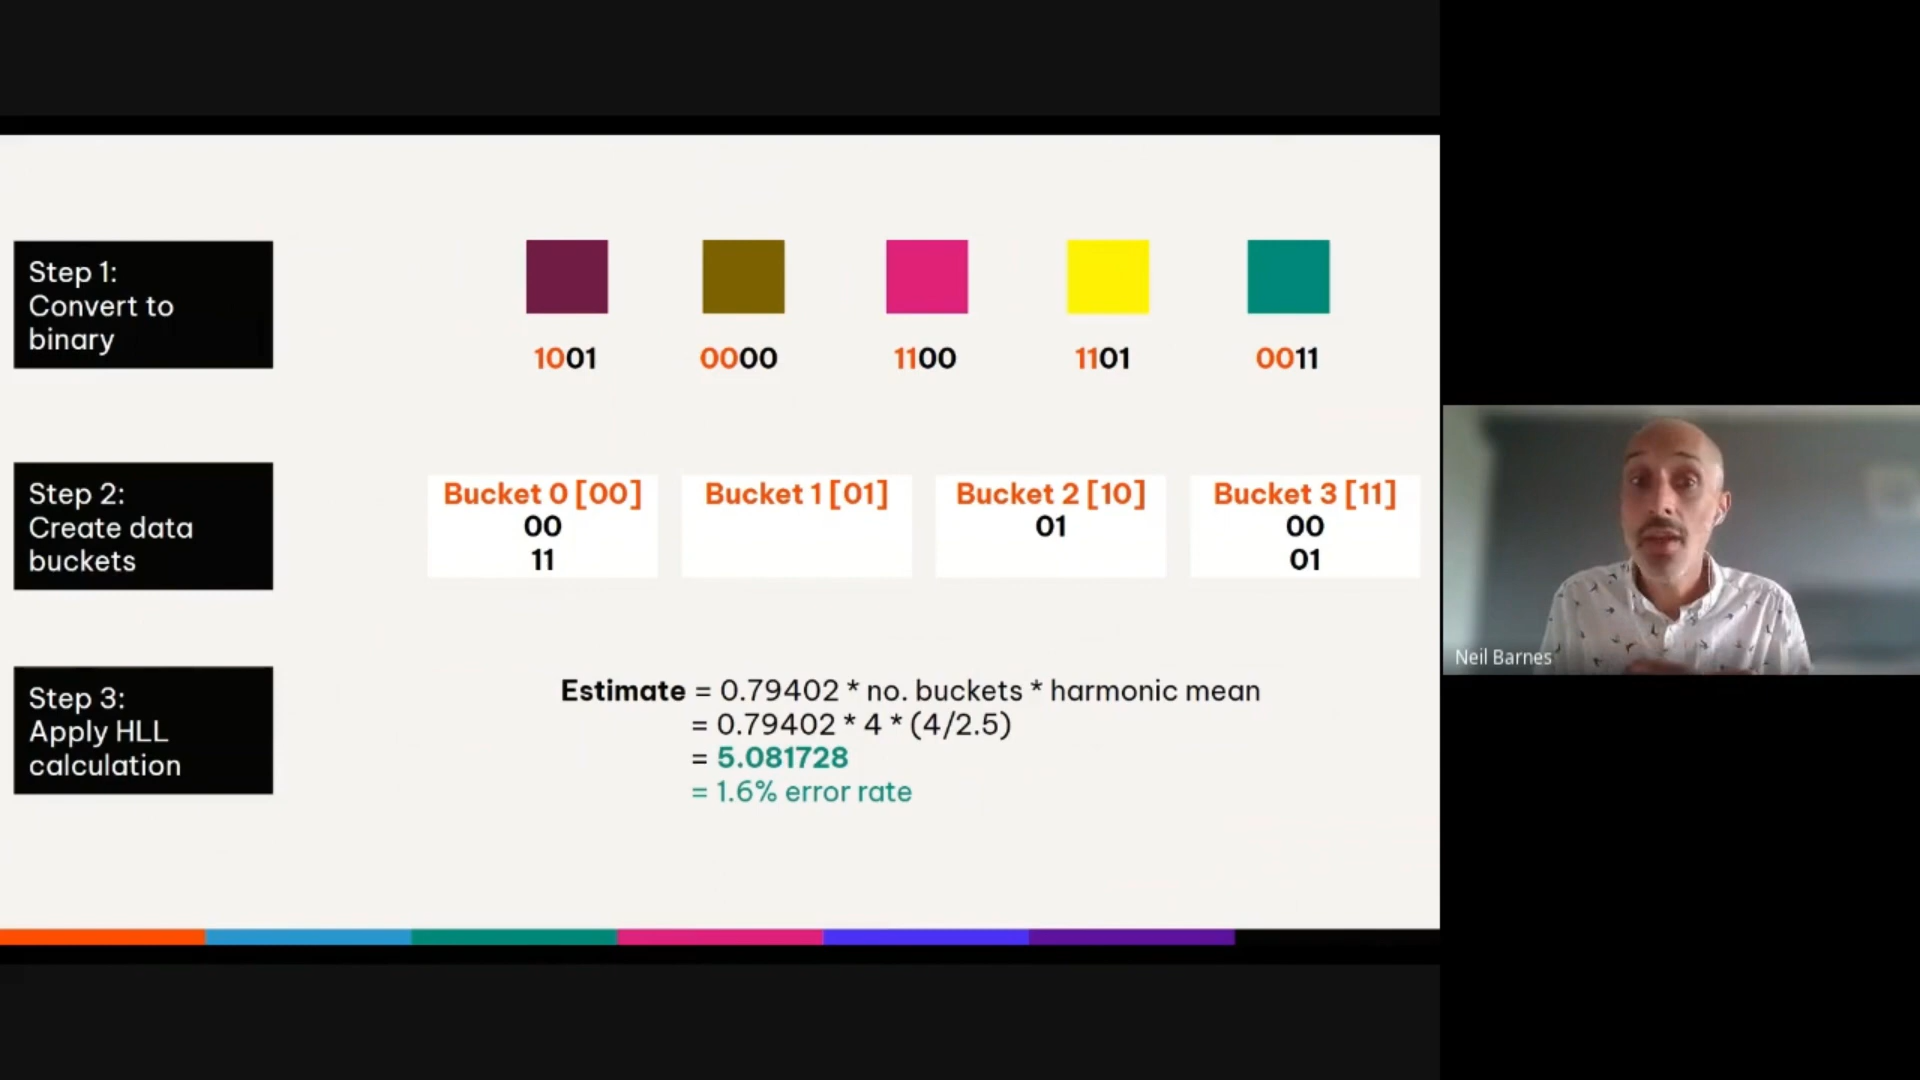 Step 1:
Convert to
binary
1001
0000
1100
1101
0011
Step 2:
Create data
buckets
Bucket 0 [00]
00
11
Bucket 1 [01]
Bucket 2 [10]
01
Bucket 3 [11]
00
01
Step 3:
Apply HLL
calculation
Estimate = 0.79402 * no. buckets * harmonic mean
= 0.79402 * 4 * (4/2.5)
= 5.081728
= 1.6% error rate
Neil Barnes